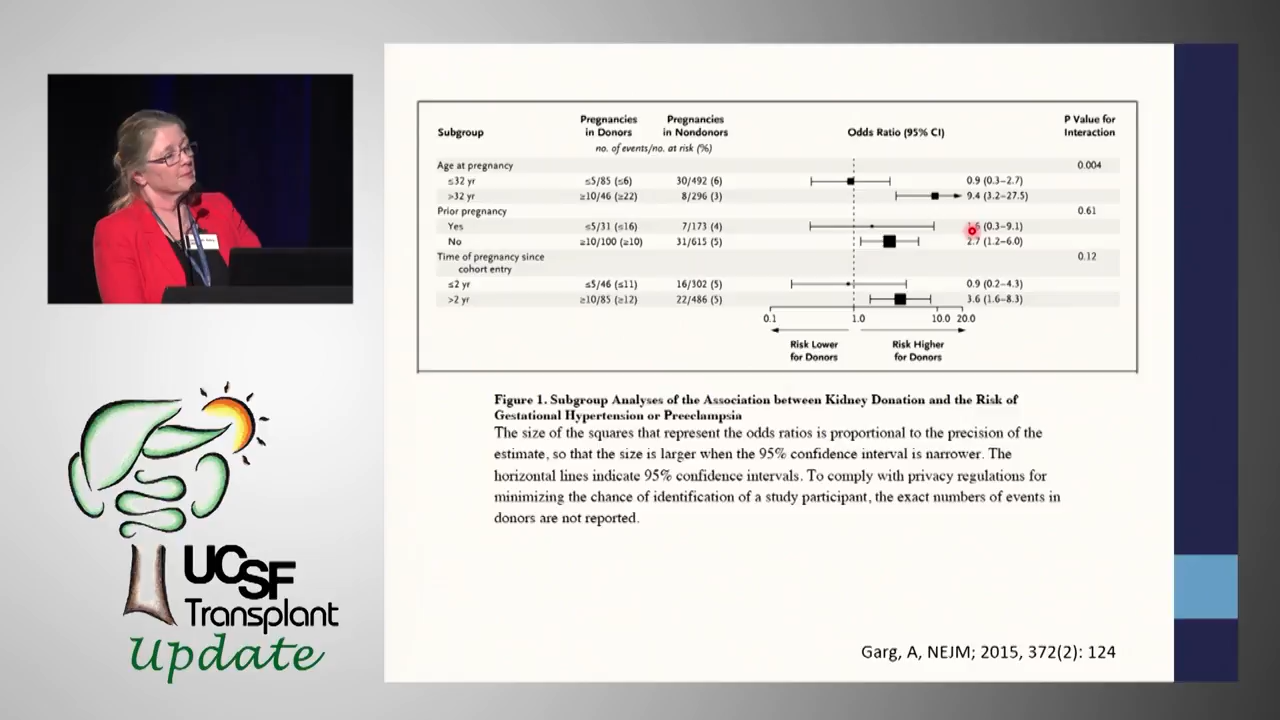 Subgroup
Pregnancies in Donors
Pregnancies in Nondonors
Odds Ratio (95% CI)
P Value for Interaction
no. of events/no. at risk (%)
Age at pregnancy 0.004
≤32 yr ≤5/85 (≤6) 30/492 (6) 0.9 (0.3–2.7)
>32 yr ≥10/46 (≥22) 8/296 (3) 9.4 (3.2–27.5)
Prior pregnancy 0.61
Yes ≤5/31 (≤16) 7/173 (4) (0.3–9.1)
No ≥10/100 (≥10) 31/615 (5) 2.7 (1.2–6.0)
Time of pregnancy since 0.12
cohort entry
≤2 yr ≤5/46 (≤11) 16/302 (5) 0.9 (0.2–4.3)
>2 yr ≥10/85 (≥12) 22/486 (5) 3.6 (1.6–8.3)
0.1 1.0 10.0 20.0
Risk Lower for Donors
Risk Higher for Donors
Figure 1. Subgroup Analyses of the Association between Kidney Donation and the Risk of
Gestational Hypertension or Preeclampsia
The size of the squares that represent the odds ratios is proportional to the precision of the
estimate, so that the size is larger when the 95% confidence interval is narrower. The
horizontal lines indicate 95% confidence intervals. To comply with privacy regulations for
minimizing the chance of identification of a study participant, the exact numbers of events in
donors are not reported.
Garg, A, NEJM; 2015, 372(2): 124
UCSF
Transplant
Update